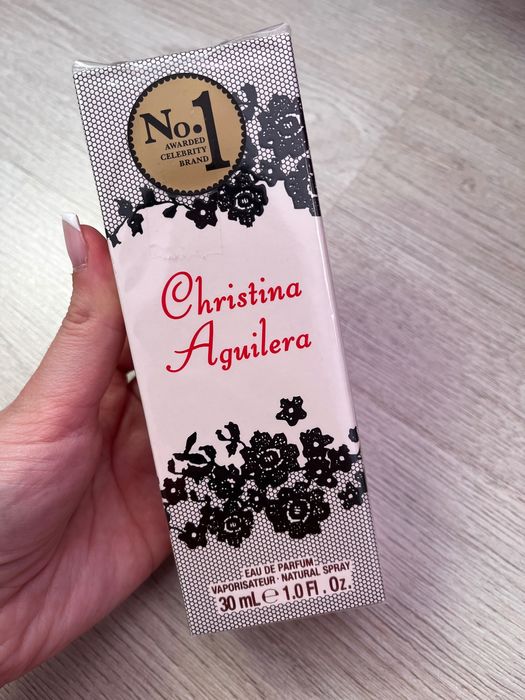 No.1
AWARDED
CELEBRITY
BRAND
Christina
Aguilera
EAU DE PARFUM
VAPORISATEUR · NATURAL SPRAY
30 mL ℮ 1.0 Fl. Oz.